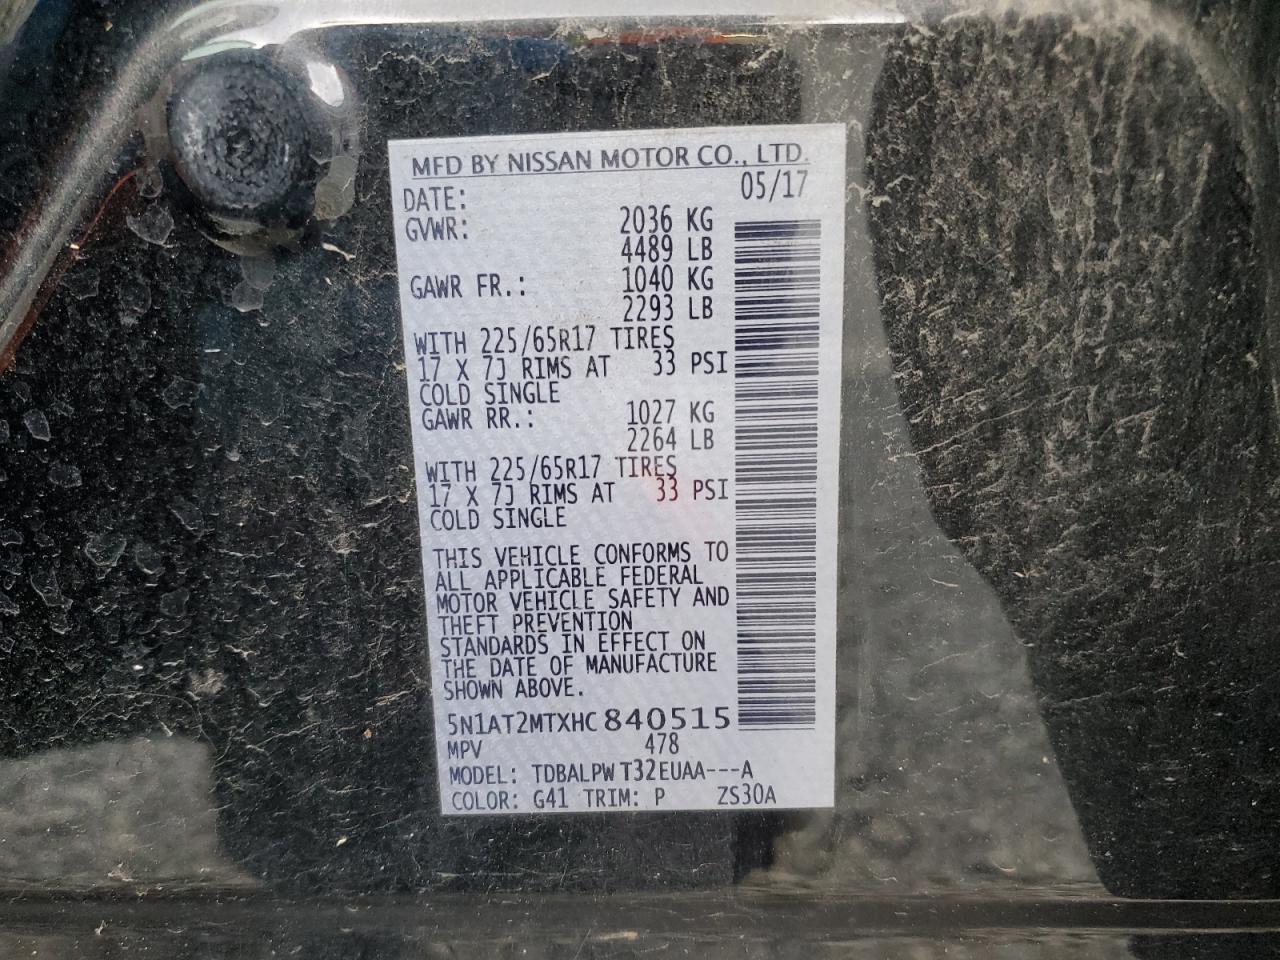 MFD BY NISSAN MOTOR CO., LTD.
DATE: 05/17
GVWR: 2036 KG
4489 LB
GAWR FR.: 1040 KG
2293 LB
WITH 225/65R17 TIRES
17 X 7J RIMS AT 33 PSI
COLD SINGLE
GAWR RR.: 1027 KG
2264 LB
WITH 225/65R17 TIRES
17 X 7J RIMS AT 33 PSI
COLD SINGLE
THIS VEHICLE CONFORMS TO
ALL APPLICABLE FEDERAL
MOTOR VEHICLE SAFETY AND
THEFT PREVENTION
STANDARDS IN EFFECT ON
THE DATE OF MANUFACTURE
SHOWN ABOVE.
5N1AT2MTXHC840515
MPV 478
MODEL: TDBALPW T32EUAA---A
COLOR: G41 TRIM: P ZS30A